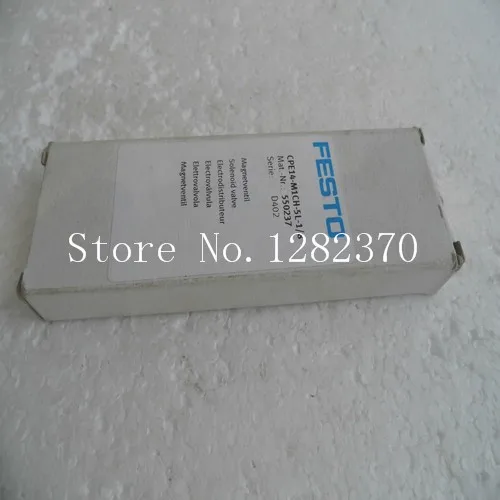 FESTO
CPE14-M1CH-5L-1/8
Mat.-Nr.: 550237
Serie: D402
Magnetventil
Solenoid valve
Electrodistributeur
Electroválvula
Elettrovalvola
Magnetventil
Store No. 1282370